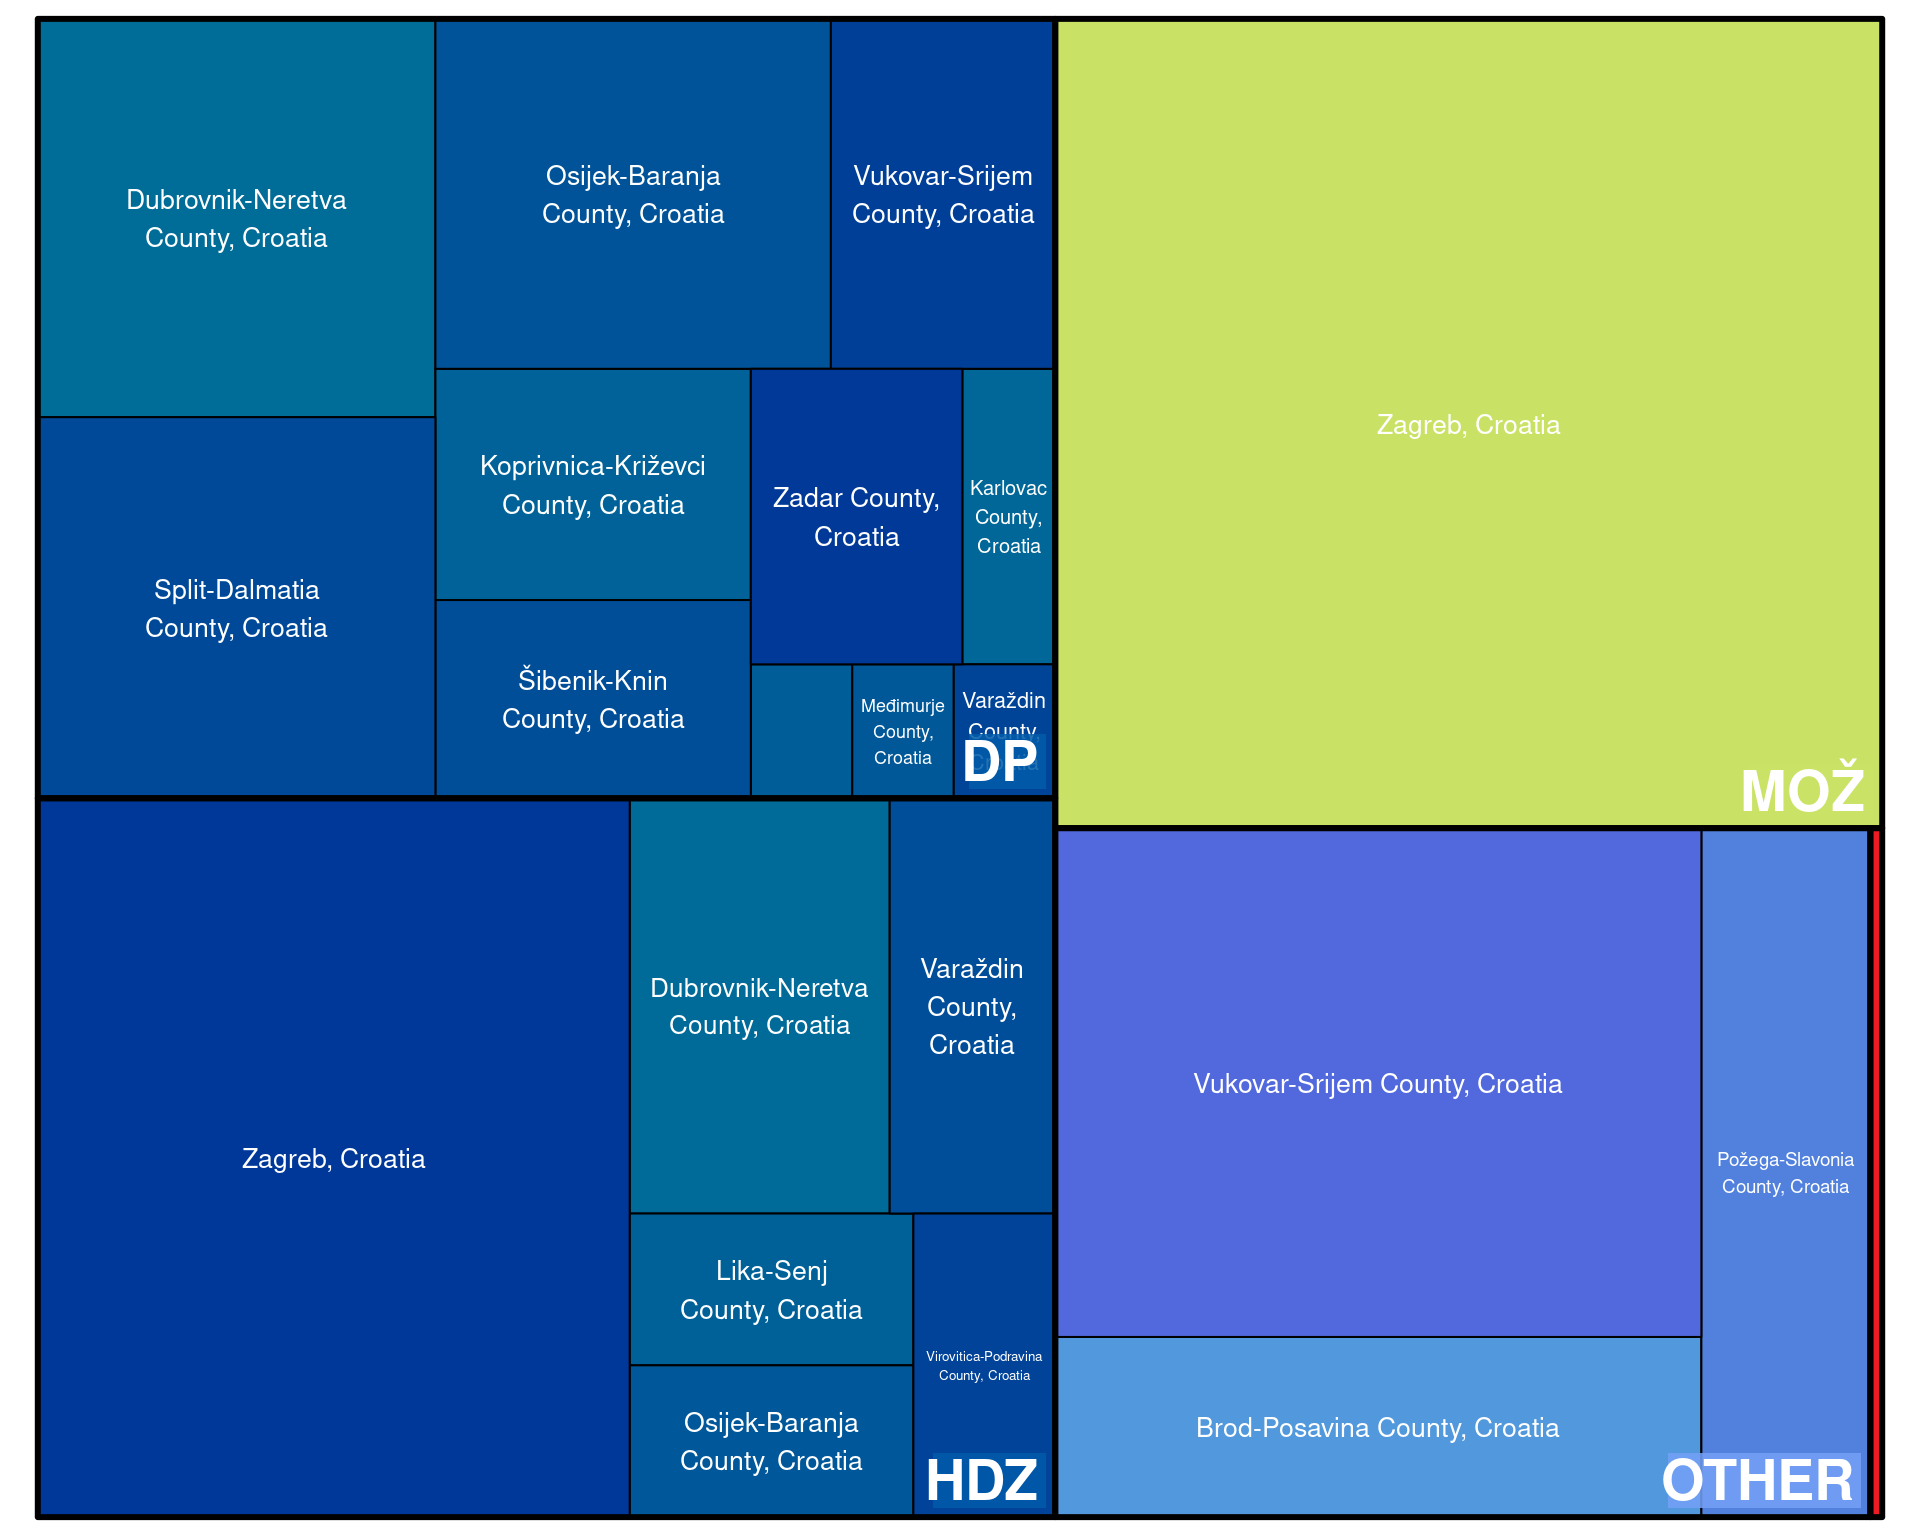 Dubrovnik-Neretva
County, Croatia
Osijek-Baranja
County, Croatia
Vukovar-Srijem
County, Croatia
Split-Dalmatia
County, Croatia
Koprivnica-Križevci
County, Croatia
Šibenik-Knin
County, Croatia
Zadar County,
Croatia
Karlovac
County,
Croatia
Međimurje
County,
Croatia
Varaždin
County,
Croatia
DP
Zagreb, Croatia
MOŽ
Zagreb, Croatia
Dubrovnik-Neretva
County, Croatia
Varaždin
County,
Croatia
Lika-Senj
County, Croatia
Osijek-Baranja
County, Croatia
Virovitica-Podravina
County, Croatia
HDZ
Vukovar-Srijem County, Croatia
Požega-Slavonia
County, Croatia
Brod-Posavina County, Croatia
OTHER